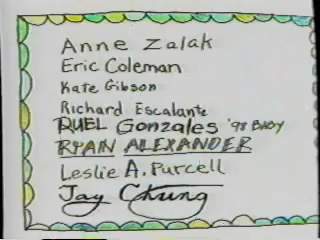 Anne Zalak
Eric Coleman
Kate Gibson
Richard Escalante
RUEL Gonzales '98 BABY
RYAN ALEXANDER
Leslie A. Purcell
Jay Chung